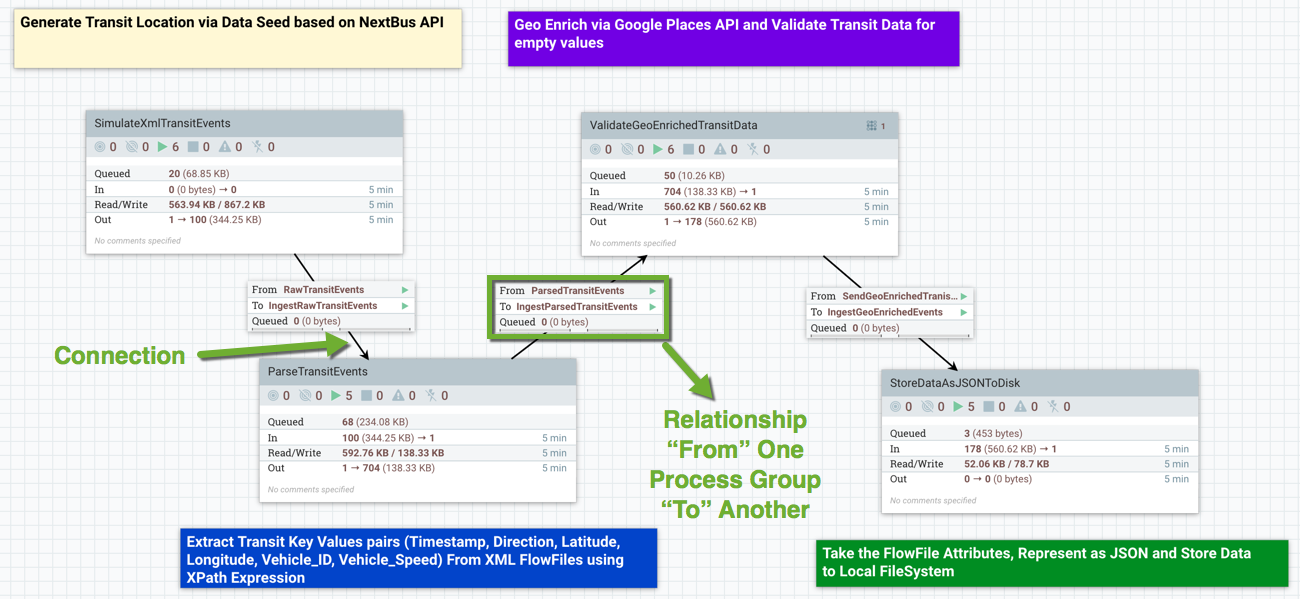 Generate Transit Location via Data Seed based on NextBus API
Geo Enrich via Google Places API and Validate Transit Data for
empty values
SimulateXmlTransitEvents
0 0 6 0 0 0
Queued 20 (68.85 KB)
In 0 (0 bytes) → 0 5 min
Read/Write 563.94 KB / 867.2 KB 5 min
Out 1 → 100 (344.25 KB) 5 min
No comments specified
ValidateGeoEnrichedTransitData 1
0 0 6 0 0 0
Queued 50 (10.26 KB)
In 704 (138.33 KB) → 1 5 min
Read/Write 560.62 KB / 560.62 KB 5 min
Out 1 → 178 (560.62 KB) 5 min
No comments specified
From RawTransitEvents
To IngestRawTransitEvents
Queued 0 (0 bytes)
From ParsedTransitEvents
To IngestParsedTransitEvents
Queued 0 (0 bytes)
From SendGeoEnrichedTranis...
To IngestGeoEnrichedEvents
Queued 0 (0 bytes)
Connection
ParseTransitEvents
0 0 5 0 0 0
Queued 68 (234.08 KB)
In 100 (344.25 KB) → 1 5 min
Read/Write 592.76 KB / 138.33 KB 5 min
Out 1 → 704 (138.33 KB) 5 min
No comments specified
Relationship
“From” One
Process Group
“To” Another
StoreDataAsJSONToDisk
0 0 5 0 0 0
Queued 3 (453 bytes)
In 178 (560.62 KB) → 1 5 min
Read/Write 52.06 KB / 78.7 KB 5 min
Out 0 → 0 (0 bytes) 5 min
No comments specified
Extract Transit Key Values pairs (Timestamp, Direction, Latitude,
Longitude, Vehicle_ID, Vehicle_Speed) From XML FlowFiles using
XPath Expression
Take the FlowFile Attributes, Represent as JSON and Store Data
to Local FileSystem